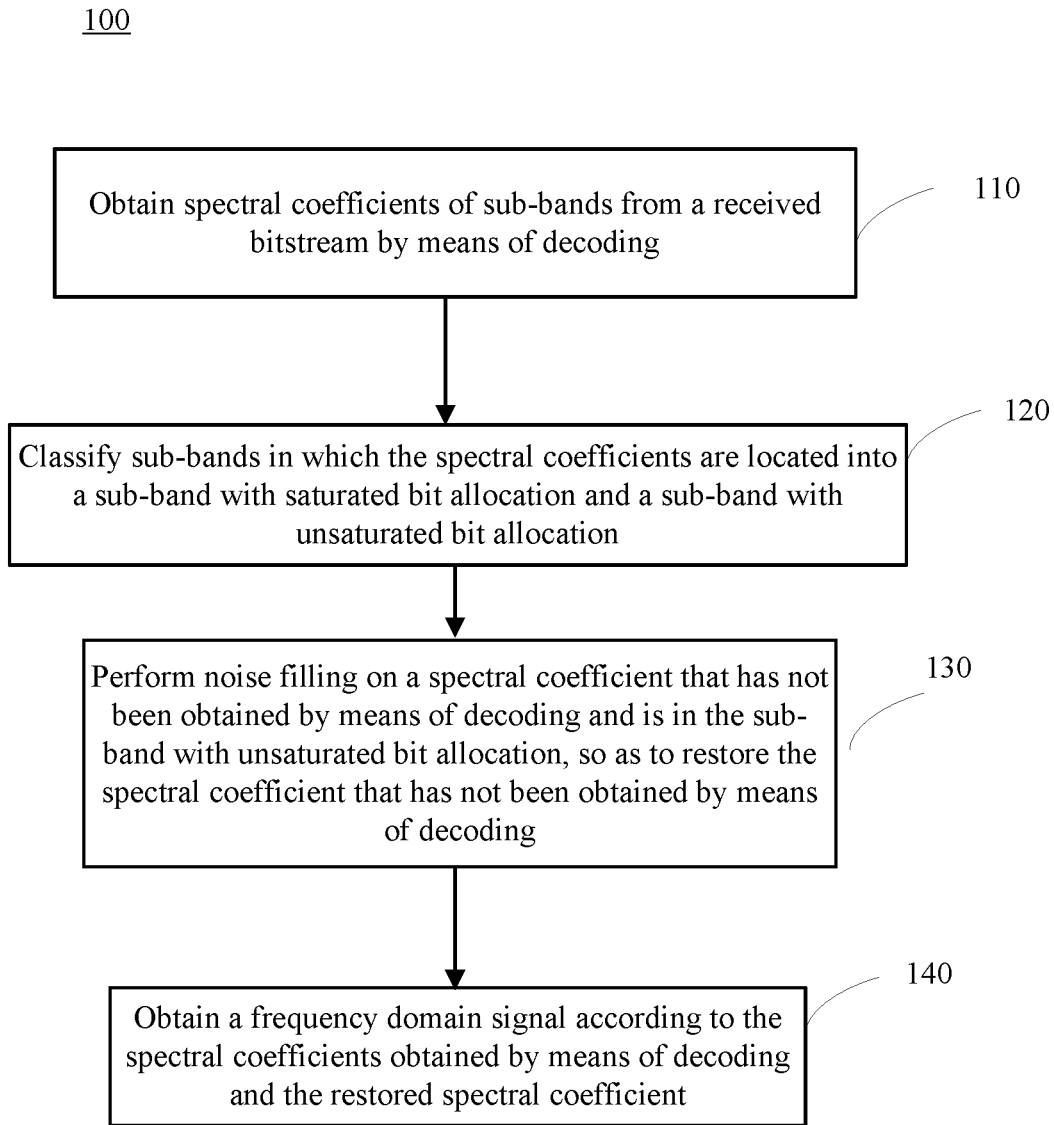 100
Obtain spectral coefficients of sub-bands from a received
bitstream by means of decoding
110
Classify sub-bands in which the spectral coefficients are located into
a sub-band with saturated bit allocation and a sub-band with
unsaturated bit allocation
120
Perform noise filling on a spectral coefficient that has not
been obtained by means of decoding and is in the sub-
band with unsaturated bit allocation, so as to restore the
spectral coefficient that has not been obtained by means
of decoding
130
Obtain a frequency domain signal according to the
spectral coefficients obtained by means of decoding
and the restored spectral coefficient
140